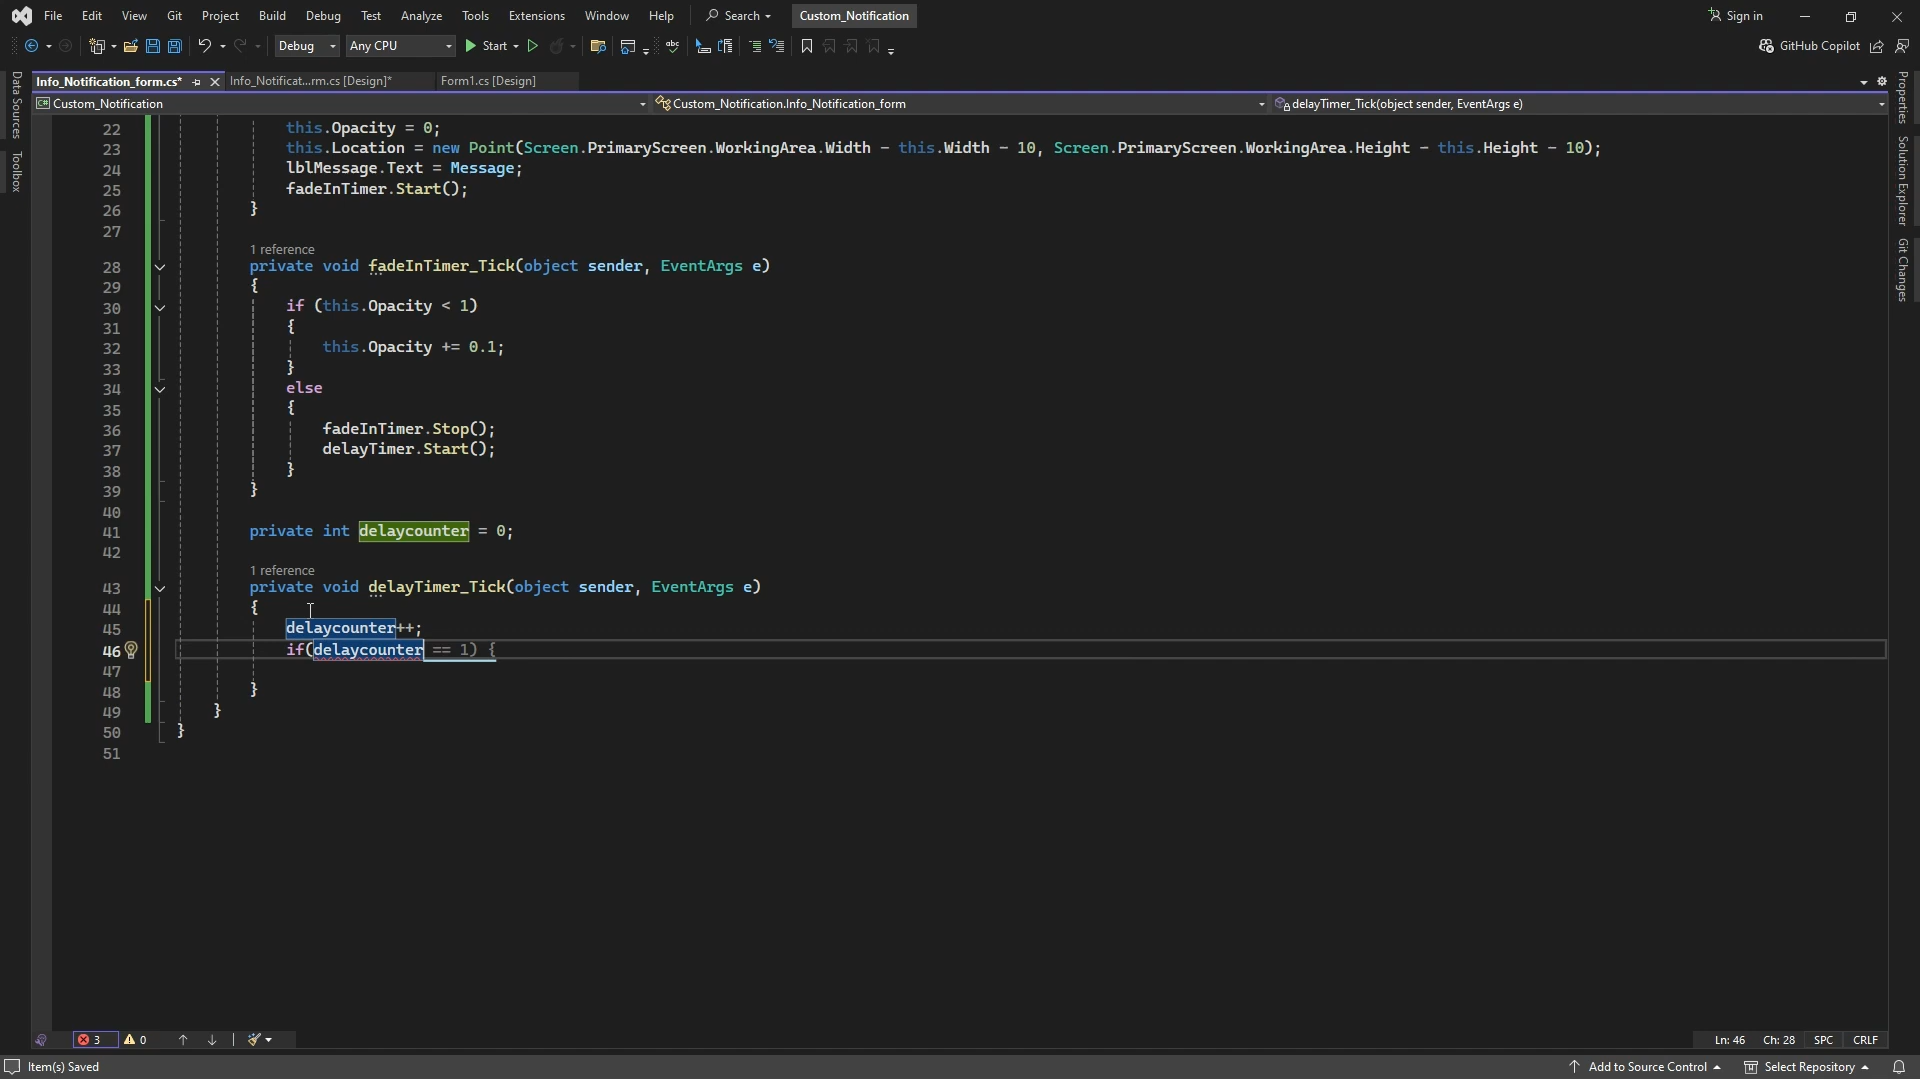 File Edit View Git Project Build Debug Test Analyze Tools Extensions Window Help Search Custom_Notification Sign in
Debug Any CPU Start abc GitHub Copilot
Info_Notification_form.cs* Info_Notificat...rm.cs [Design]* Form1.cs [Design]
Custom_Notification Custom_Notification.Info_Notification_form delayTimer_Tick(object sender, EventArgs e)
Data Sources
Toolbox
Properties
Solution Explorer
Git Changes
22 this.Opacity = 0;
23 this.Location = new Point(Screen.PrimaryScreen.WorkingArea.Width - this.Width - 10, Screen.PrimaryScreen.WorkingArea.Height - this.Height - 10);
24 lblMessage.Text = Message;
25 fadeInTimer.Start();
26 }
27
1 reference
28 private void fadeInTimer_Tick(object sender, EventArgs e)
29 {
30 if (this.Opacity < 1)
31 {
32 this.Opacity += 0.1;
33 }
34 else
35 {
36 fadeInTimer.Stop();
37 delayTimer.Start();
38 }
39 }
40
41 private int delaycounter = 0;
42
1 reference
43 private void delayTimer_Tick(object sender, EventArgs e)
44 {
45 delaycounter++;
46 if(delaycounter == 1) {
47
48 }
49 }
50 }
51
3 0 Ln: 46 Ch: 28 SPC CRLF
Item(s) Saved Add to Source Control Select Repository